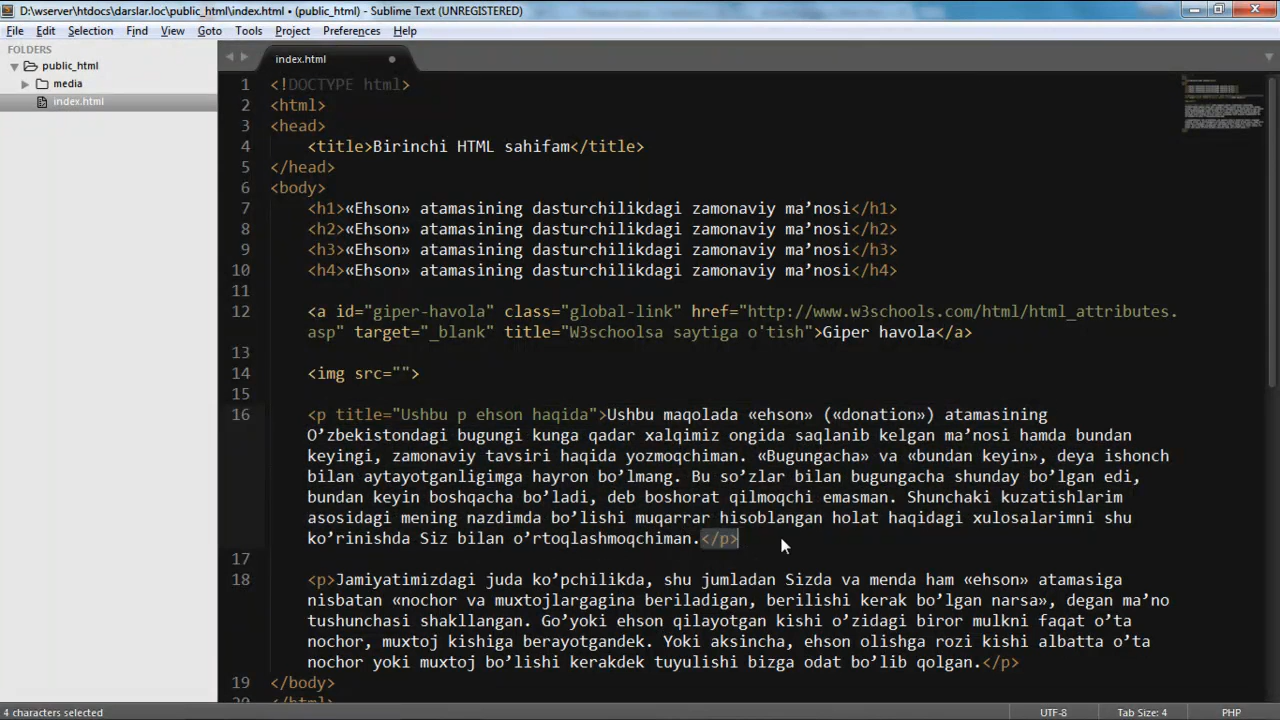 D:\wserver\htdocs\darslar.loc\public_html\index.html • (public_html) - Sublime Text (UNREGISTERED)
File Edit Selection Find View Goto Tools Project Preferences Help
FOLDERS
public_html
media
index.html
index.html
1 <!DOCTYPE html>
2 <html>
3 <head>
4 <title>Birinchi HTML sahifam</title>
5 </head>
6 <body>
7 <h1>«Ehson» atamasining dasturchilikdagi zamonaviy ma’nosi</h1>
8 <h2>«Ehson» atamasining dasturchilikdagi zamonaviy ma’nosi</h2>
9 <h3>«Ehson» atamasining dasturchilikdagi zamonaviy ma’nosi</h3>
10 <h4>«Ehson» atamasining dasturchilikdagi zamonaviy ma’nosi</h4>
11
12 <a id="giper-havola" class="global-link" href="http://www.w3schools.com/html/html_attributes.
asp" target="_blank" title="W3schoolsa saytiga o'tish">Giper havola</a>
13
14 <img src="">
15
16 <p title="Ushbu p ehson haqida">Ushbu maqolada «ehson» («donation») atamasining
O’zbekistondagi bugungi kunga qadar xalqimiz ongida saqlanib kelgan ma’nosi hamda bundan
keyingi, zamonaviy tavsiri haqida yozmoqchiman. «Bugungacha» va «bundan keyin», deya ishonch
bilan aytayotganligimga hayron bo’lmang. Bu so’zlar bilan bugungacha shunday bo’lgan edi,
bundan keyin boshqacha bo’ladi, deb boshorat qilmoqchi emasman. Shunchaki kuzatishlarim
asosidagi mening nazdimda bo’lishi muqarrar hisoblangan holat haqidagi xulosalarimni shu
ko’rinishda Siz bilan o’rtoqlashmoqchiman.</p>
17
18 <p>Jamiyatimizdagi juda ko’pchilikda, shu jumladan Sizda va menda ham «ehson» atamasiga
nisbatan «nochor va muxtojlargagina beriladigan, berilishi kerak bo’lgan narsa», degan ma’no
tushunchasi shakllangan. Go’yoki ehson qilayotgan kishi o’zidagi biror mulkni faqat o’ta
nochor, muxtoj kishiga berayotgandek. Yoki aksincha, ehson olishga rozi kishi albatta o’ta
nochor yoki muxtoj bo’lishi kerakdek tuyulishi bizga odat bo’lib qolgan.</p>
19 </body>
20 </html>
4 characters selected UTF-8 Tab Size: 4 PHP